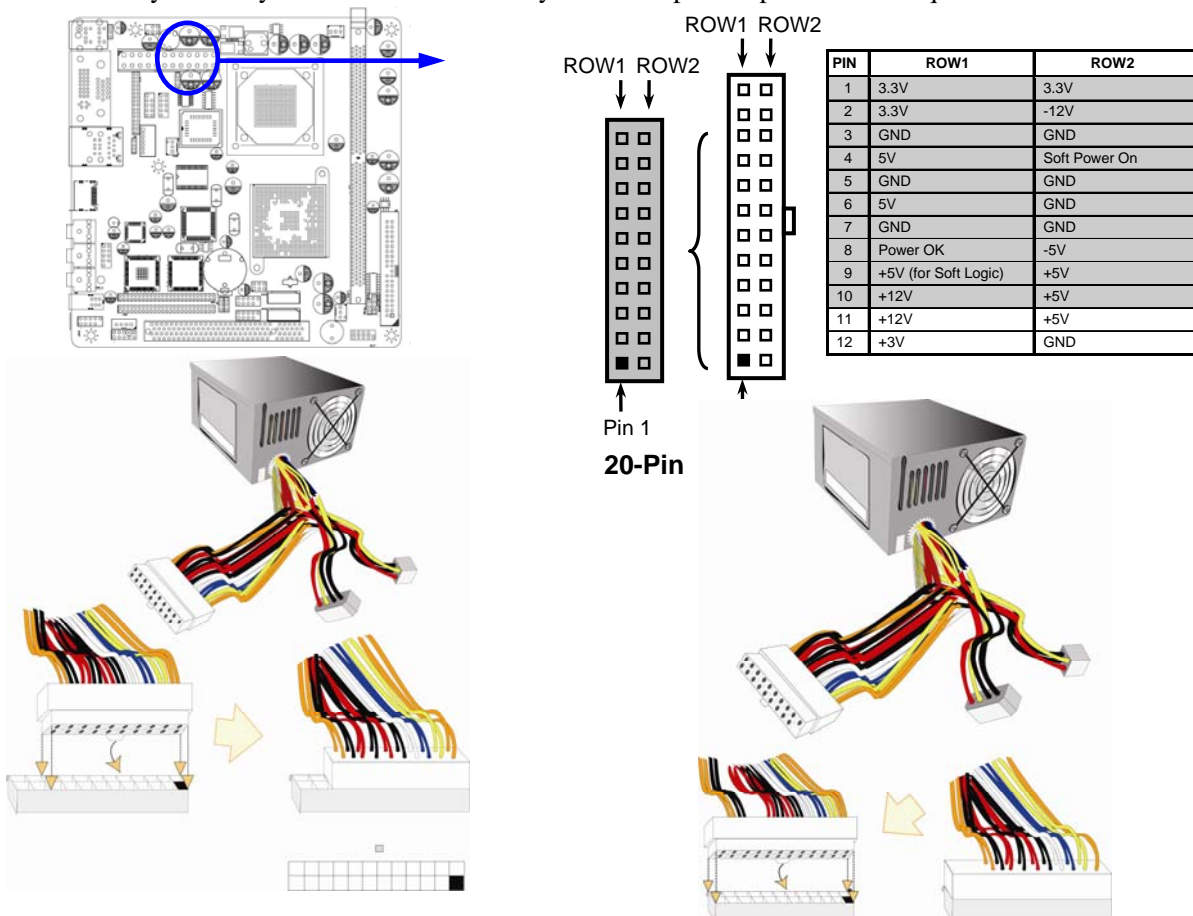 ROW1 ROW2
ROW1 ROW2
PIN ROW1 ROW2
1 3.3V 3.3V
2 3.3V -12V
3 GND GND
4 5V Soft Power On
5 GND GND
6 5V GND
7 GND GND
8 Power OK -5V
9 +5V (for Soft Logic) +5V
10 +12V +5V
11 +12V +5V
12 +3V GND
Pin 1
20-Pin